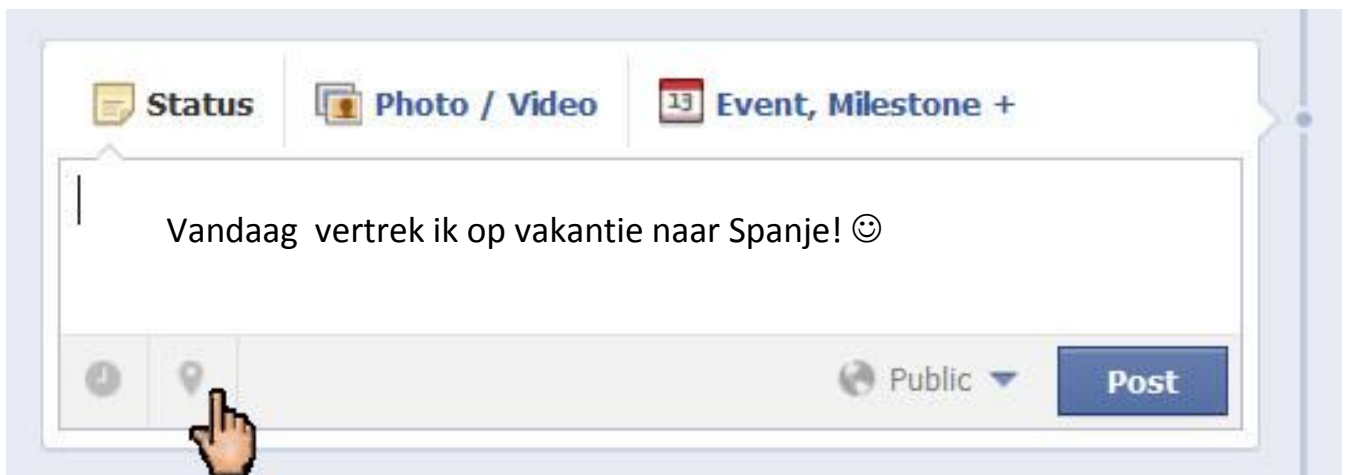 Status Photo / Video 13 Event, Milestone +
Vandaag vertrek ik op vakantie naar Spanje! ☺
Public Post